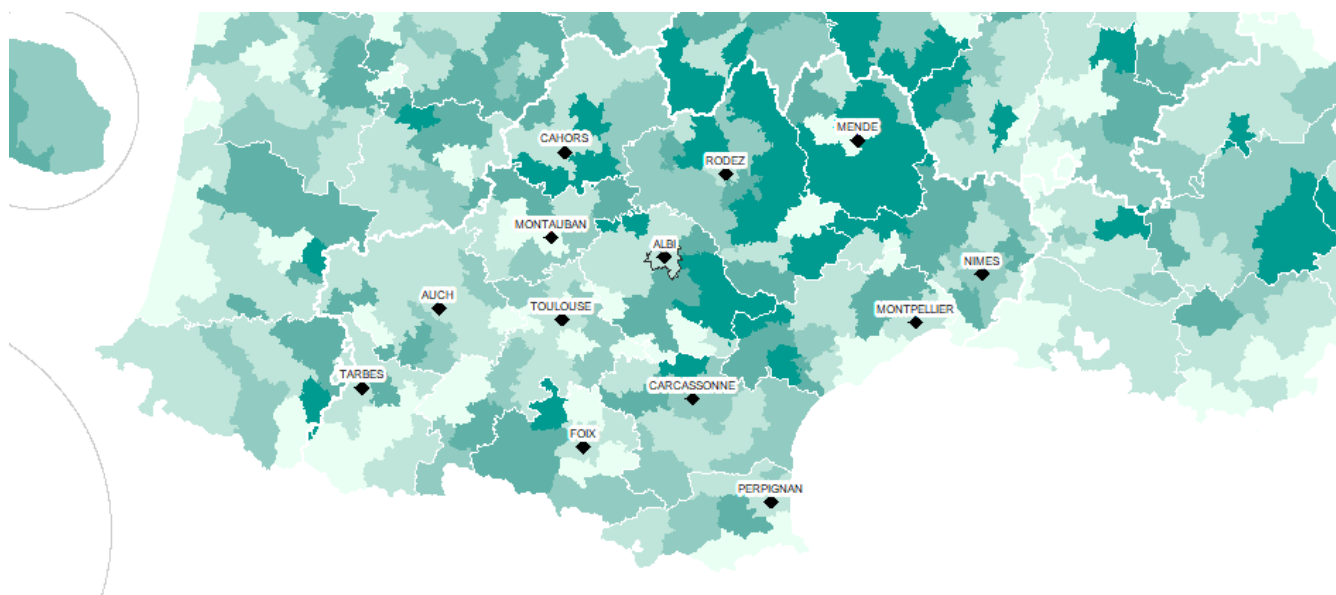 MENDE
CAHORS
RODEZ
MONTAUBAN
ALBI
NIMES
AUCH
TOULOUSE
MONTPELLIER
TARBES
CARCASSONNE
FOIX
PERPIGNAN